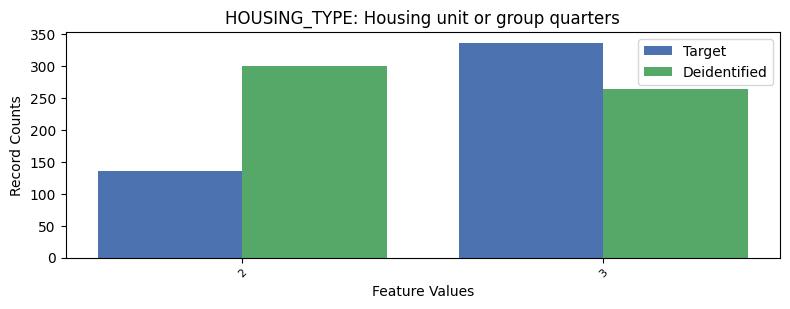 HOUSING_TYPE: Housing unit or group quarters
Target
Deidentified
Record Counts
350
300
250
200
150
100
50
0
2
3
Feature Values